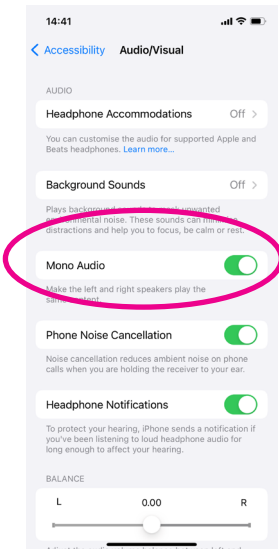 14:41
Accessibility Audio/Visual
AUDIO
Headphone Accommodations Off
You can customise the audio for supported Apple and
Beats headphones. Learn more...
Background Sounds Off
Plays background sounds to mask unwanted
environmental noise. These sounds can minimise
distractions and help you to focus, be calm or rest.
Mono Audio
Make the left and right speakers play the
same content.
Phone Noise Cancellation
Noise cancellation reduces ambient noise on phone
calls when you are holding the receiver to your ear.
Headphone Notifications
To protect your hearing, iPhone sends a notification if
you've been listening to loud headphone audio for
long enough to affect your hearing.
BALANCE
L 0.00 R